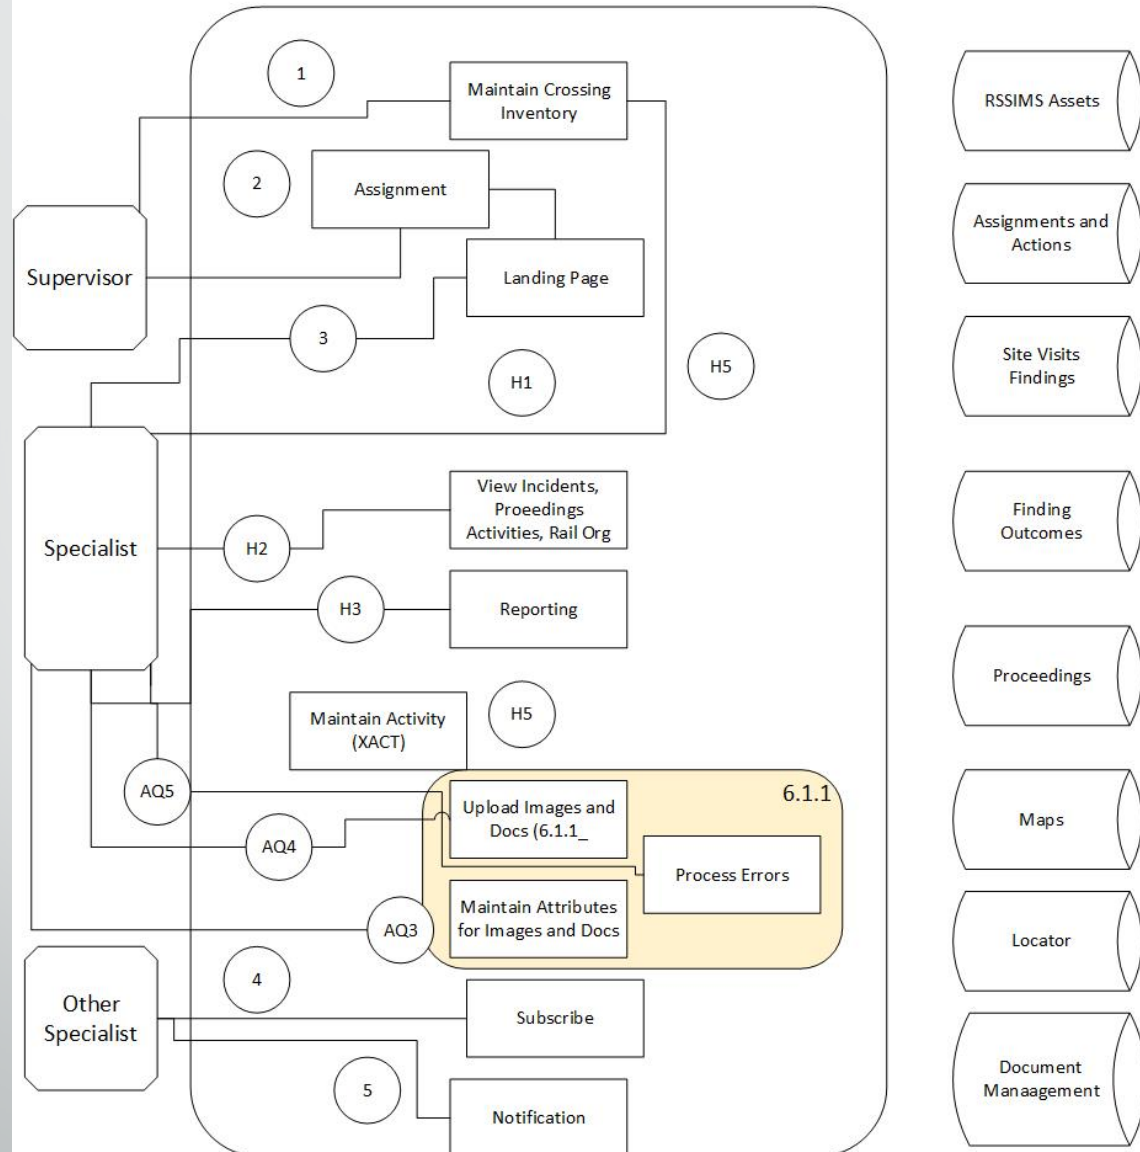 1
Maintain Crossing
Inventory
RSSIMS Assets
2
Assignment
Assignments and
Actions
Supervisor
Landing Page
3
Site Visits
Findings
H1
H5
View Incidents,
Proeedings
Activities, Rail Org
Finding
Outcomes
Specialist
H2
H3
Reporting
Proceedings
Maintain Activity
(XACT)
H5
6.1.1
AQ5
Upload Images and
Docs (6.1.1_
Maps
AQ4
Process Errors
Maintain Attributes
for Images and Docs
AQ3
Locator
4
Other
Specialist
Subscribe
Document
Manaagement
5
Notification